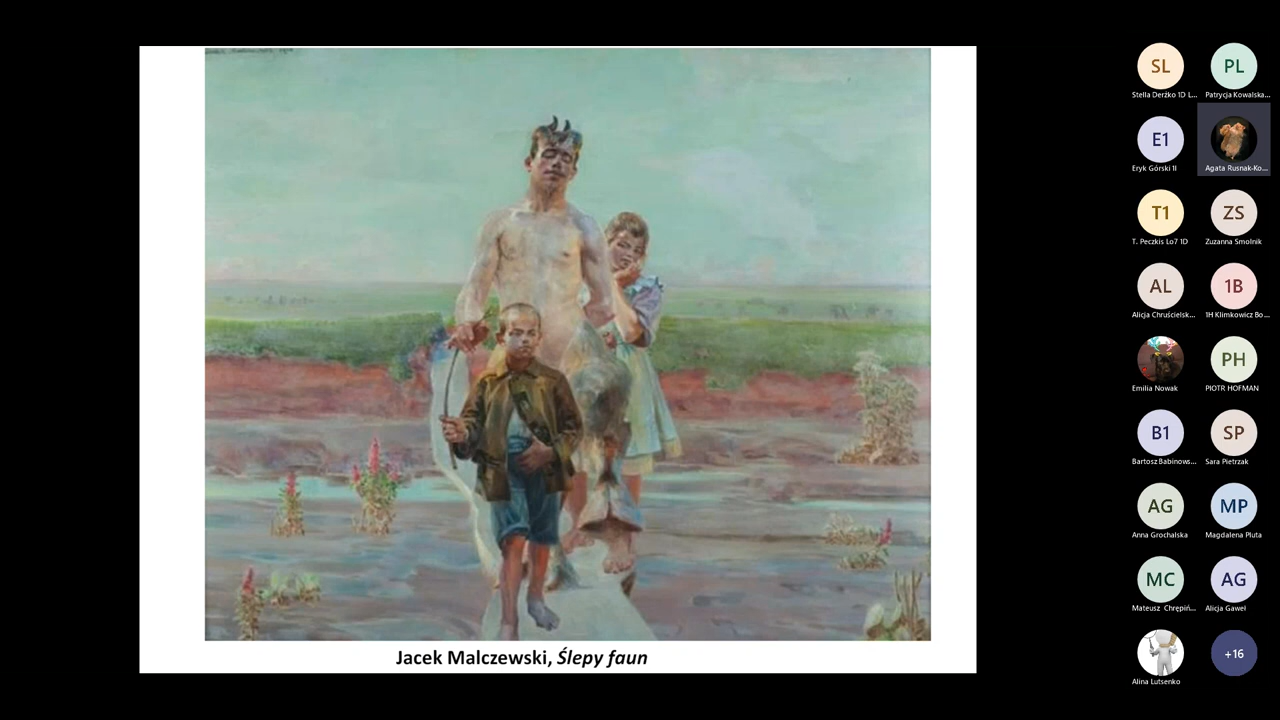 SL
PL
Stella Derżko 1D L...
Patrycja Kowalska...
E1
Eryk Górski 1I
Agata Rusnak-Ko...
T1
ZS
T. Peczkis Lo7 1D
Zuzanna Smolnik
AL
1B
Alicja Chruścielsk...
1H Klimkowicz Bo...
PH
Emilia Nowak
PIOTR HOFMAN
B1
SP
Bartosz Babinows...
Sara Pietrzak
AG
MP
Anna Grochalska
Magdalena Pluta
MC
AG
Mateusz Chrępiń...
Alicja Gaweł
+16
Alina Lutsenko
Jacek Malczewski, Ślepy faun